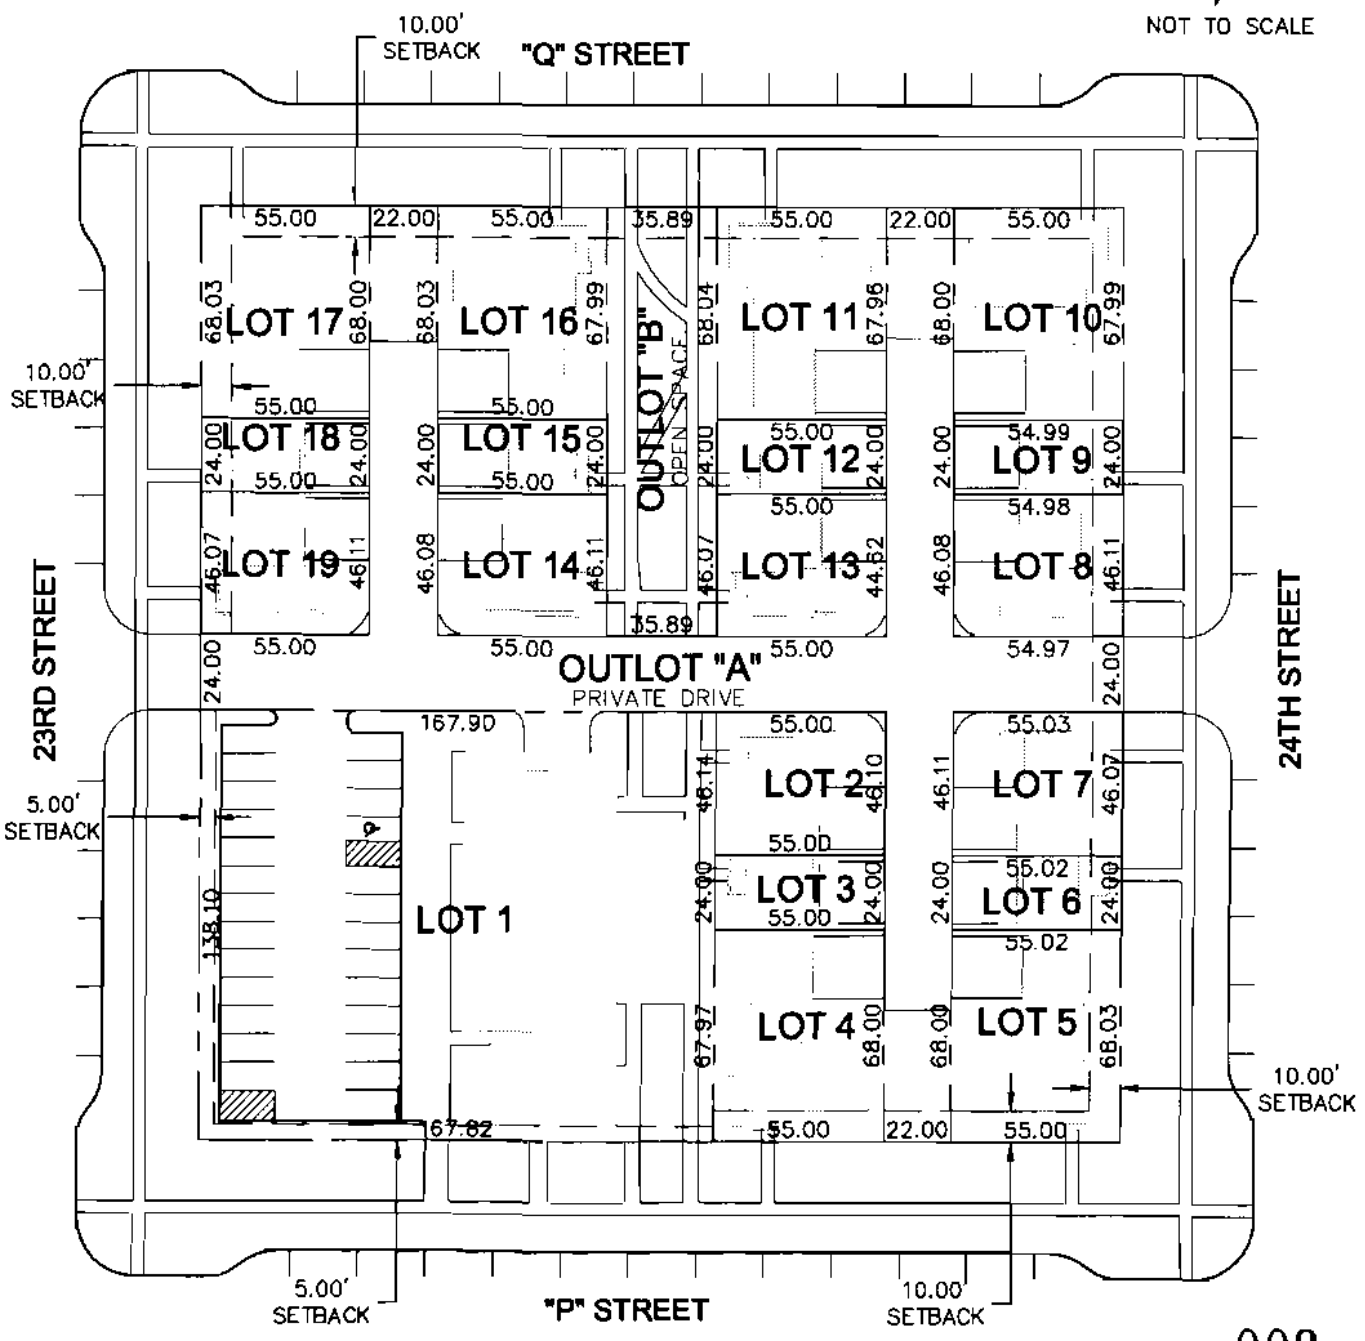 NOT TO SCALE
10.00'
SETBACK
"Q" STREET
55.00 22.00 55.00 35.89 55.00 22.00 55.00
68.03 68.00 68.03 67.99 68.04 67.96 68.00 67.99
LOT 17 LOT 16 LOT 11 LOT 10
OUTLOT "B"
OPEN SPACE
10.00'
SETBACK
55.00 55.00 55.00 54.99
24.00 24.00 24.00 24.00 24.00 24.00 24.00 24.00
LOT 18 LOT 15 LOT 12 LOT 9
55.00 55.00 55.00 54.98
46.07 46.11 46.08 46.11 46.07 44.62 46.08 46.11
LOT 19 LOT 14 LOT 13 LOT 8
35.89
55.00 55.00 55.00 54.97
23RD STREET
24TH STREET
24.00 24.00
OUTLOT "A"
PRIVATE DRIVE
167.90 55.00 55.03
46.14 46.10 46.11 46.07
LOT 2 LOT 7
5.00'
SETBACK
55.00 55.02
24.00 24.00 24.00 24.00
LOT 3 LOT 6
55.00 55.02
138.10
LOT 1
67.97 68.00 68.00 68.03
LOT 4 LOT 5
10.00'
SETBACK
67.82 55.00 22.00 55.00
5.00'
SETBACK
"P" STREET
10.00'
SETBACK